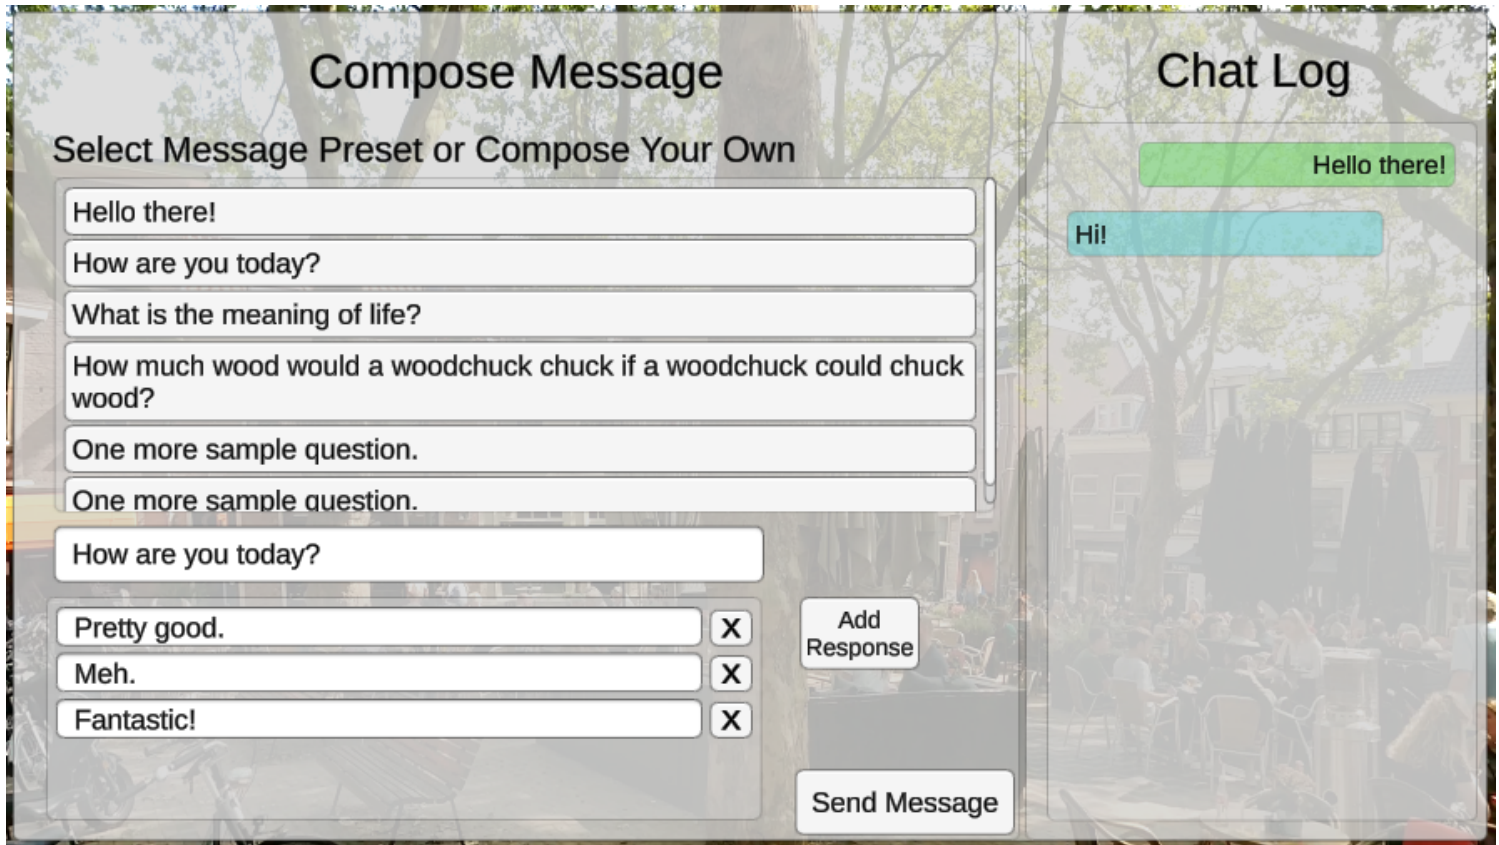 Compose Message
Select Message Preset or Compose Your Own
Hello there!
How are you today?
What is the meaning of life?
How much wood would a woodchuck chuck if a woodchuck could chuck
wood?
One more sample question.
One more sample question.
How are you today?
Pretty good.
X
Meh.
X
Fantastic!
X
Add
Response
Send Message
Chat Log
Hello there!
Hi!